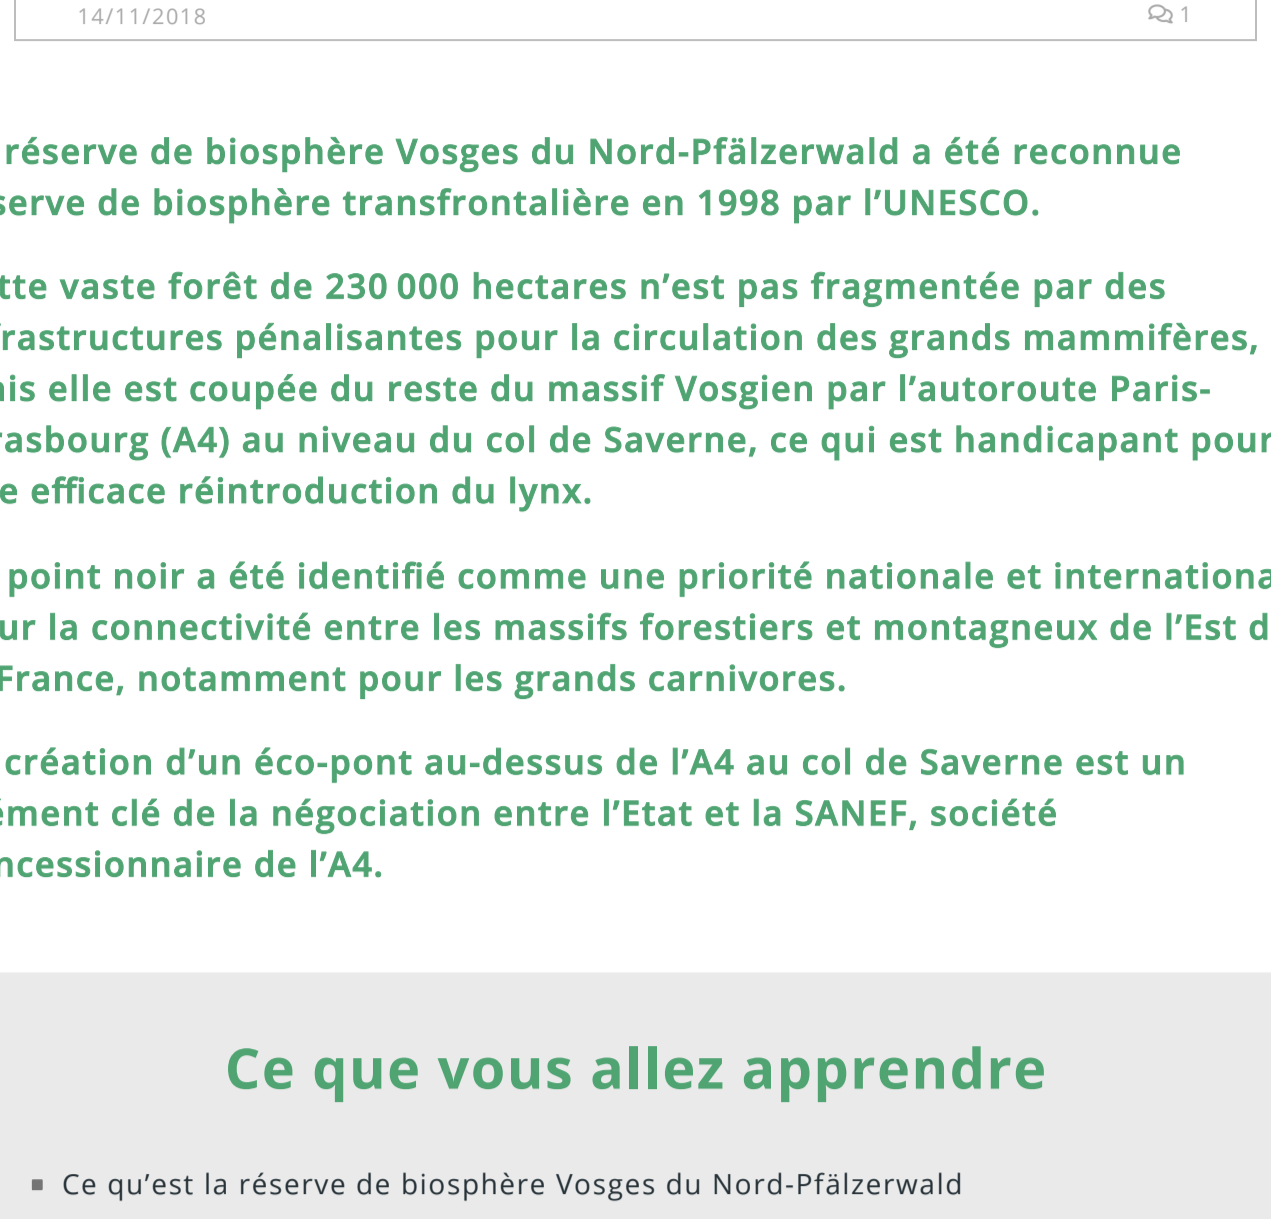 14/11/2018
1
réserve de biosphère Vosges du Nord-Pfälzerwald a été reconnue
serve de biosphère transfrontalière en 1998 par l’UNESCO.
tte vaste forêt de 230 000 hectares n’est pas fragmentée par des
frastructures pénalisantes pour la circulation des grands mammifères,
is elle est coupée du reste du massif Vosgien par l’autoroute Paris-
rasbourg (A4) au niveau du col de Saverne, ce qui est handicapant pour
e efficace réintroduction du lynx.
point noir a été identifié comme une priorité nationale et internationa
ur la connectivité entre les massifs forestiers et montagneux de l’Est d
France, notamment pour les grands carnivores.
création d’un éco-pont au-dessus de l’A4 au col de Saverne est un
ément clé de la négociation entre l’Etat et la SANEF, société
ncessionnaire de l’A4.
Ce que vous allez apprendre
Ce qu’est la réserve de biosphère Vosges du Nord-Pfälzerwald